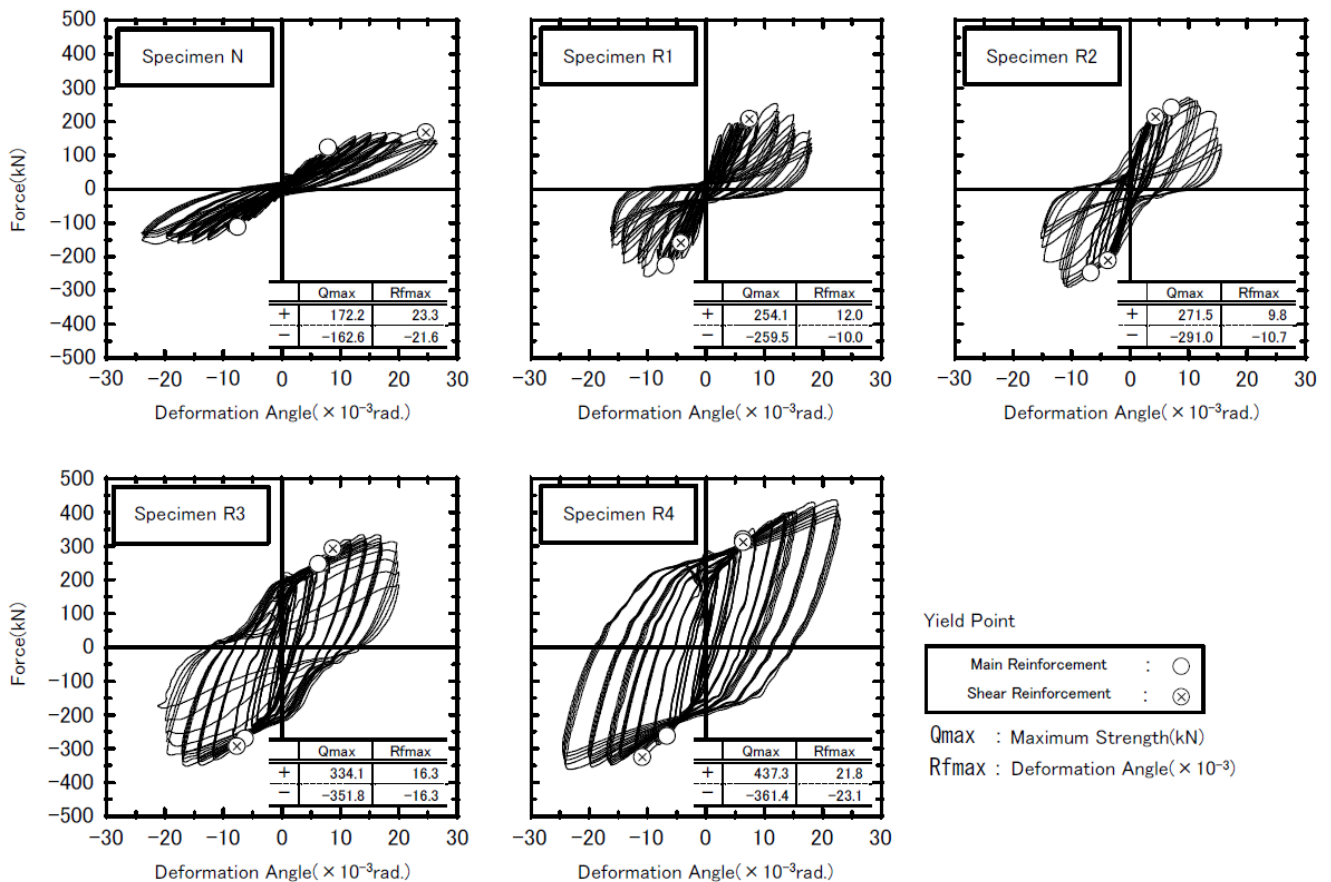 500
400
300
200
100
0
−100
−200
−300
−400
−500
Force(kN)
Specimen N
Qmax Rfmax
+ 172.2 23.3
− −162.6 −21.6
−30 −20 −10 0 10 20 30
Deformation Angle(×10⁻³rad.)
Specimen R1
Qmax Rfmax
+ 254.1 12.0
− −259.5 −10.0
−30 −20 −10 0 10 20 30
Deformation Angle(×10⁻³rad.)
Specimen R2
Qmax Rfmax
+ 271.5 9.8
− −291.0 −10.7
−30 −20 −10 0 10 20 30
Deformation Angle(×10⁻³rad.)
500
400
300
200
100
0
−100
−200
−300
−400
−500
Force(kN)
Specimen R3
Qmax Rfmax
+ 334.1 16.3
− −351.8 −16.3
−30 −20 −10 0 10 20 30
Deformation Angle(×10⁻³rad.)
Specimen R4
Qmax Rfmax
+ 437.3 21.8
− −361.4 −23.1
−30 −20 −10 0 10 20 30
Deformation Angle(×10⁻³rad.)
Yield Point
Main Reinforcement : ○
Shear Reinforcement : ⊗
Qmax : Maximum Strength(kN)
Rfmax : Deformation Angle(×10⁻³)